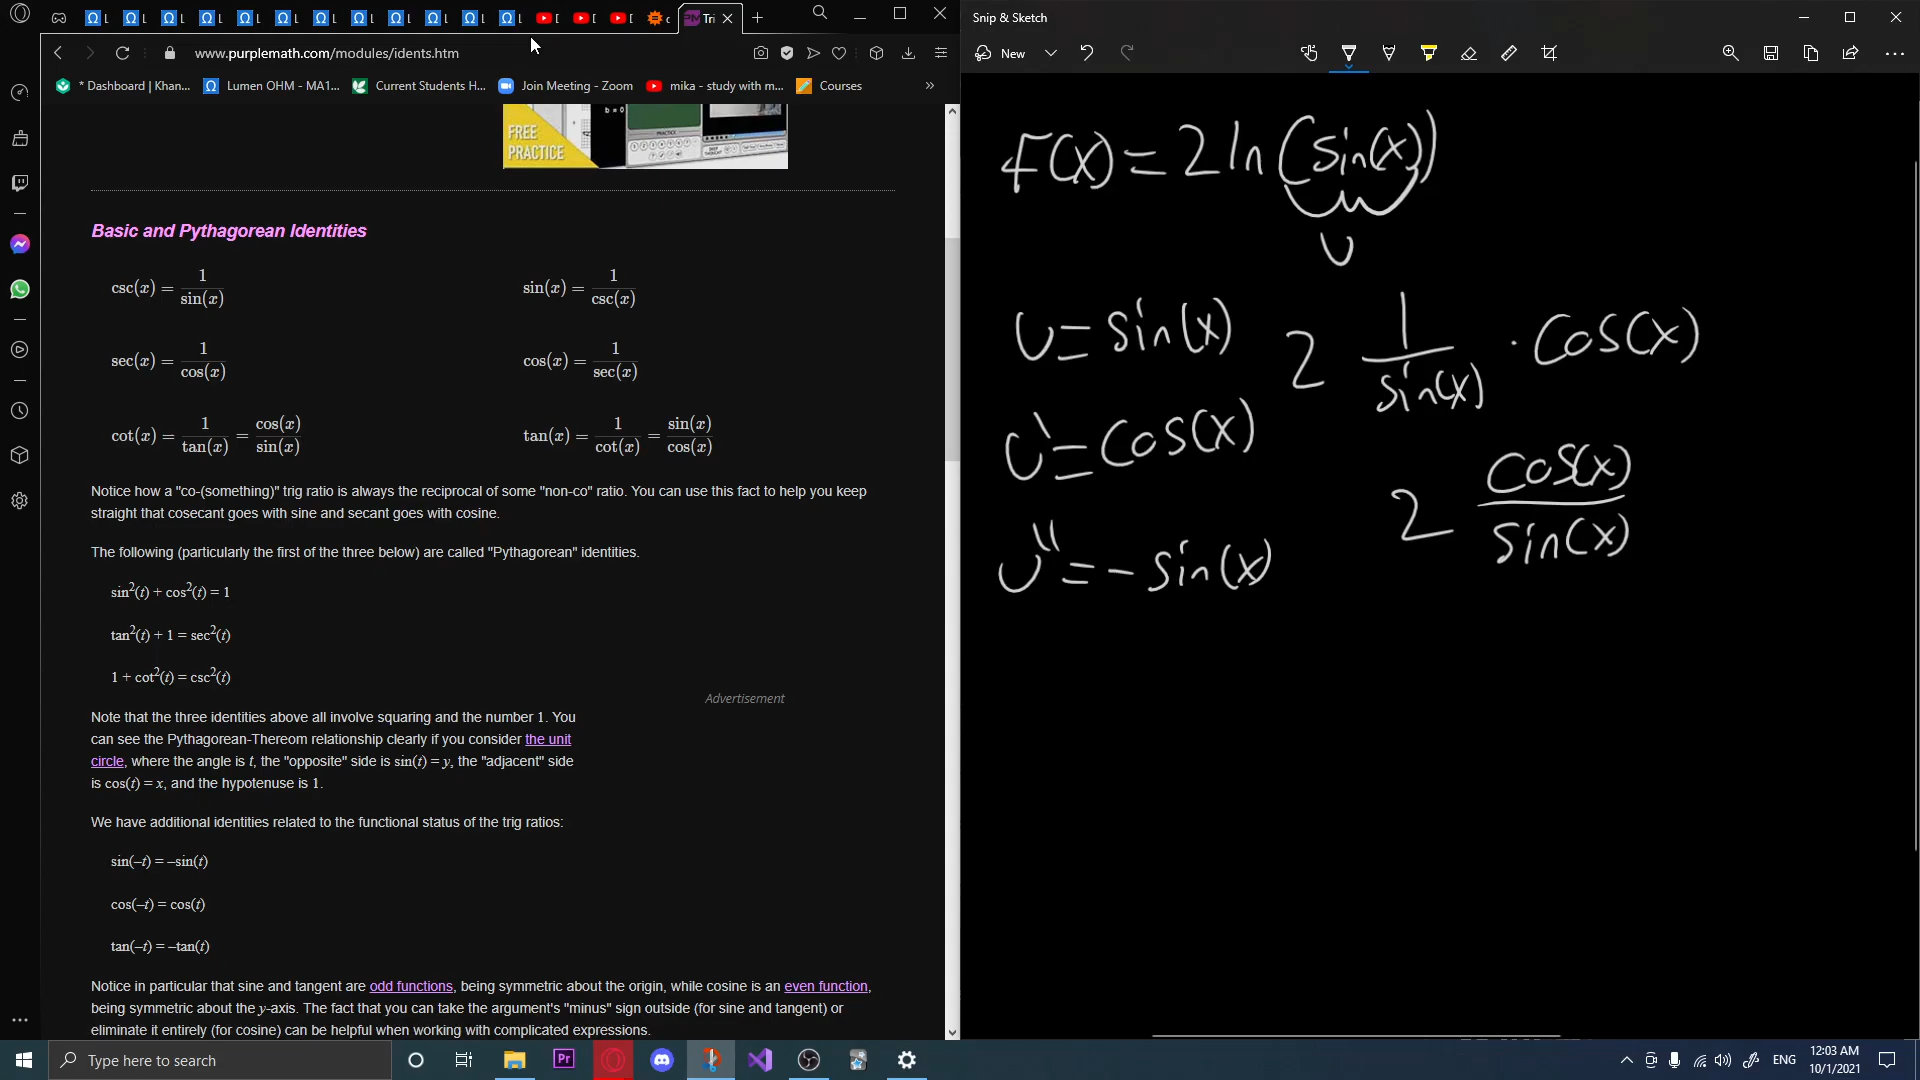 Tri
www.purplemath.com/modules/idents.htm
* Dashboard | Khan...
Lumen OHM - MA1...
Current Students H...
Join Meeting - Zoom
mika - study with m...
Courses
»
b = 0
PRACTICE
FREE
PRACTICE
Basic and Pythagorean Identities
csc(x) = 1/sin(x)
sin(x) = 1/csc(x)
sec(x) = 1/cos(x)
cos(x) = 1/sec(x)
cot(x) = 1/tan(x) = cos(x)/sin(x)
tan(x) = 1/cot(x) = sin(x)/cos(x)
Notice how a "co-(something)" trig ratio is always the reciprocal of some "non-co" ratio. You can use this fact to help you keep
straight that cosecant goes with sine and secant goes with cosine.
The following (particularly the first of the three below) are called "Pythagorean" identities.
sin²(t) + cos²(t) = 1
tan²(t) + 1 = sec²(t)
1 + cot²(t) = csc²(t)
Advertisement
Note that the three identities above all involve squaring and the number 1. You
can see the Pythagorean-Thereom relationship clearly if you consider the unit
circle, where the angle is t, the "opposite" side is sin(t) = y, the "adjacent" side
is cos(t) = x, and the hypotenuse is 1.
We have additional identities related to the functional status of the trig ratios:
sin(–t) = –sin(t)
cos(–t) = cos(t)
tan(–t) = –tan(t)
Notice in particular that sine and tangent are odd functions, being symmetric about the origin, while cosine is an even function,
being symmetric about the y-axis. The fact that you can take the argument's "minus" sign outside (for sine and tangent) or
eliminate it entirely (for cosine) can be helpful when working with complicated expressions.
Snip & Sketch
New
F(x) = 2 ln(sin(x))
U
U = sin(x)
2 1/sin(x) · cos(x)
U' = cos(x)
2 cos(x)/sin(x)
U'' = - sin(x)
Type here to search
Pr
ENG
12:03 AM
10/1/2021